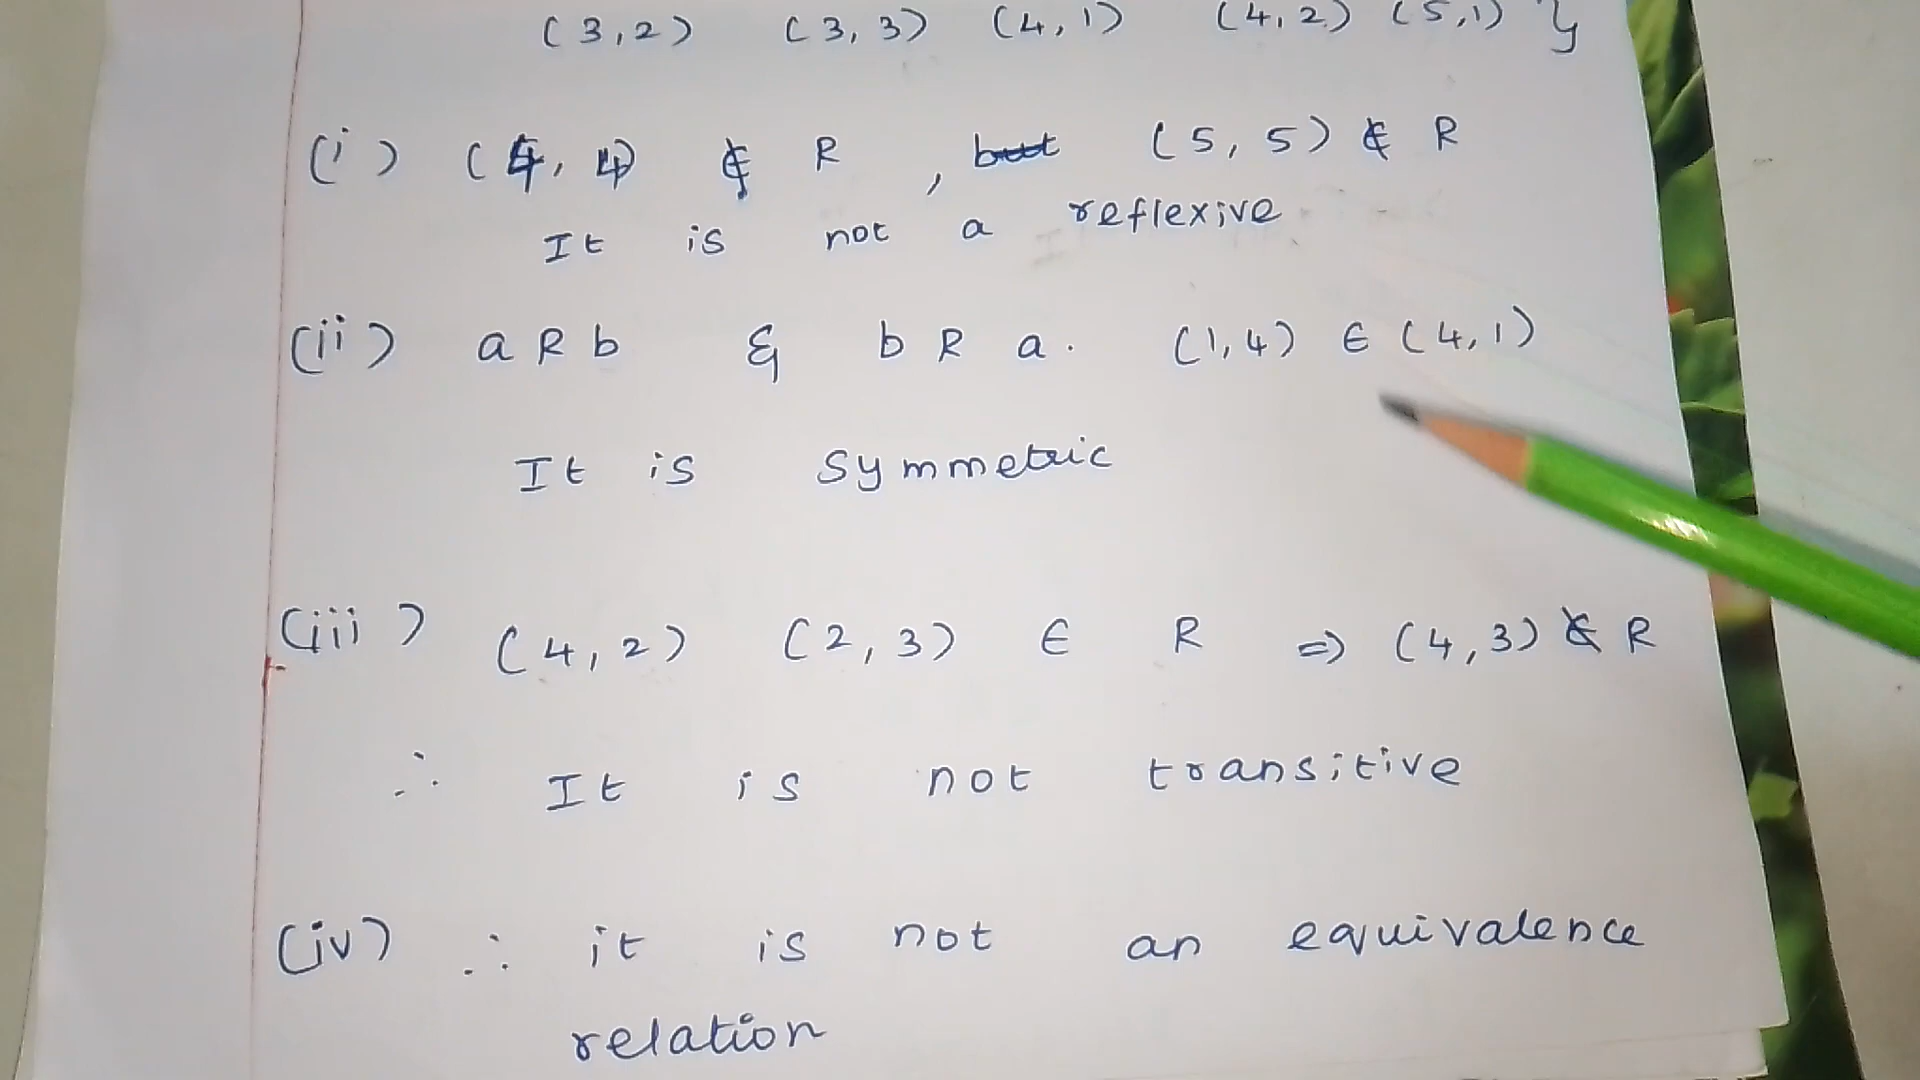 (3,2) (3,3) (4,1) (4,2) (5,1) }
(i) (4, 4) ∉ R , but (5, 5) ∉ R
It is not a reflexive
(ii) a R b & b R a. (1,4) ∈ (4,1)
It is symmetric
(iii) (4,2) (2,3) ∈ R ⇒ (4,3) ∉ R
∴ It is not transitive
(iv) ∴ it is not an equivalence
relation